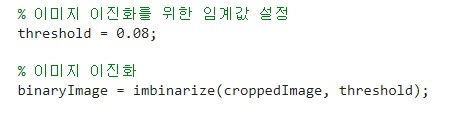 % 이미지 이진화를 위한 임계값 설정
threshold = 0.08;
% 이미지 이진화
binaryImage = imbinarize(croppedImage, threshold);